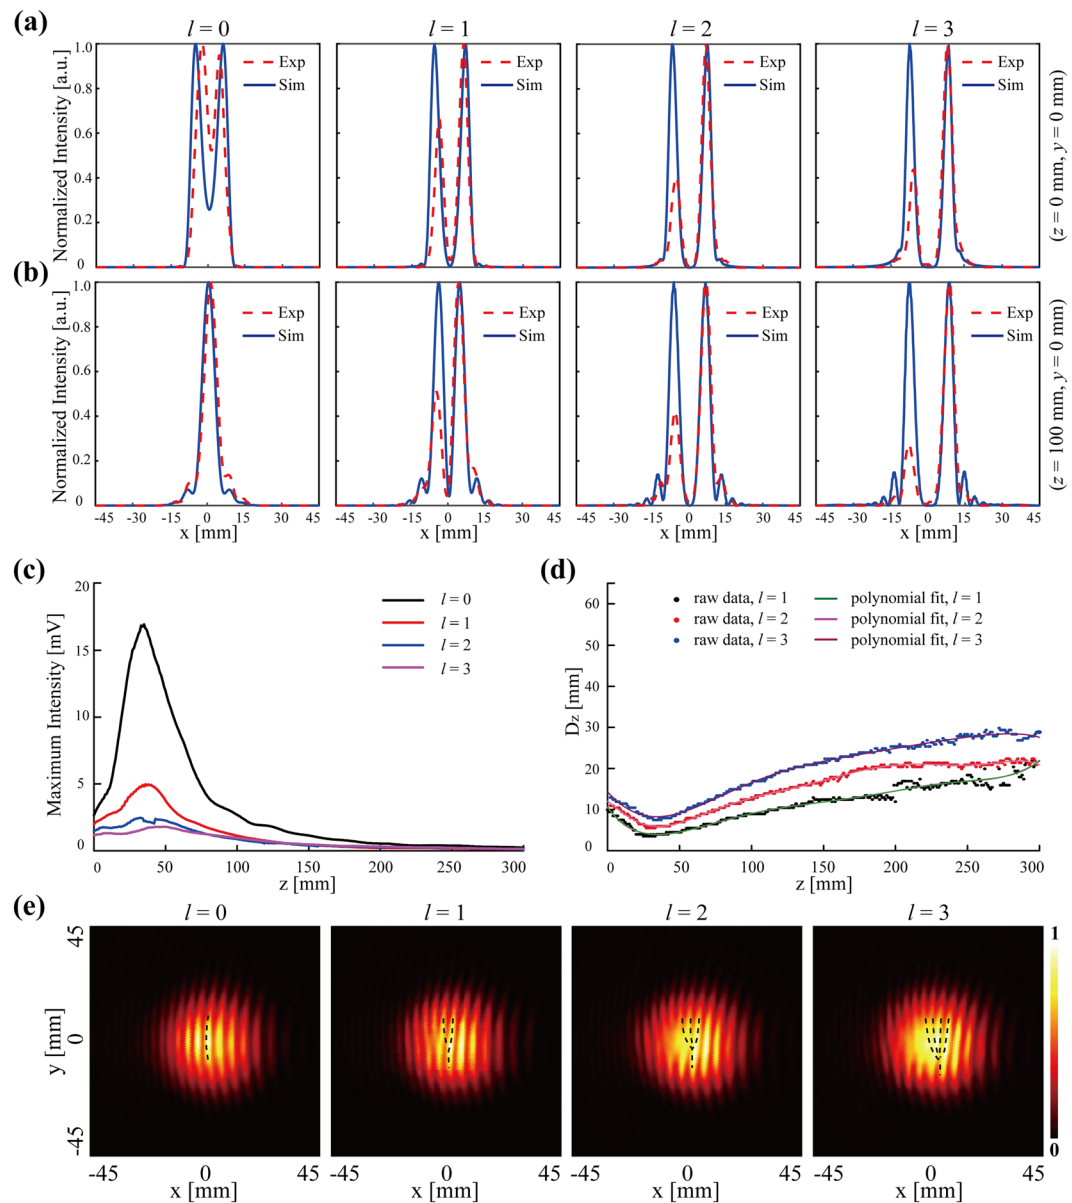 (a)
l = 0
l = 1
l = 2
l = 3
Normalized Intensity [a.u.]
1.0
0.8
0.6
0.4
0.2
0
Exp
Sim
Exp
Sim
Exp
Sim
Exp
Sim
(z = 0 mm, y = 0 mm)
(b)
Normalized Intensity [a.u.]
1.0
0.8
0.6
0.4
0.2
0
Exp
Sim
Exp
Sim
Exp
Sim
Exp
Sim
(z = 100 mm, y = 0 mm)
-45 -30 -15 0 15 30 45
-45 -30 -15 0 15 30 45
-45 -30 -15 0 15 30 45
-45 -30 -15 0 15 30 45
x [mm]
x [mm]
x [mm]
x [mm]
(c)
Maximum Intensity [mV]
20
15
10
5
0
l = 0
l = 1
l = 2
l = 3
0 50 100 150 200 250 300
z [mm]
(d)
Dz [mm]
60
50
40
30
20
10
0
raw data, l = 1
raw data, l = 2
raw data, l = 3
polynomial fit, l = 1
polynomial fit, l = 2
polynomial fit, l = 3
0 50 100 150 200 250 300
z [mm]
(e)
l = 0
l = 1
l = 2
l = 3
y [mm]
45
0
-45
1
0
-45 0 45
-45 0 45
-45 0 45
-45 0 45
x [mm]
x [mm]
x [mm]
x [mm]